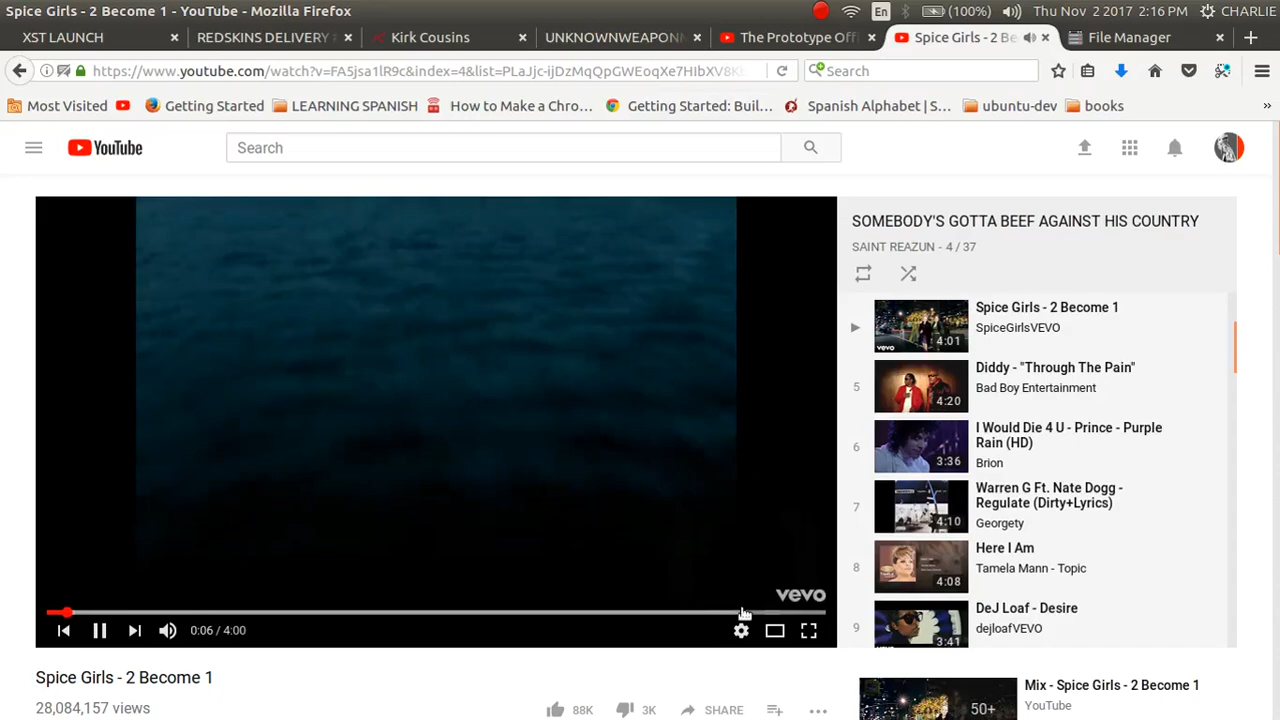 Spice Girls - 2 Become 1 - YouTube - Mozilla Firefox
En (100%) Thu Nov 2 2017 2:16 PM CHARLIE
XST LAUNCH × REDSKINS DELIVERY × Kirk Cousins × UNKNOWNWEAPON × The Prototype Offi × Spice Girls - 2 Be × File Manager ×
https://www.youtube.com/watch?v=FA5jsa1lR9c&index=4&list=PLaJjc-ijDzMqQpGWEoqXe7HIbXV8K
Search
Most Visited Getting Started LEARNING SPANISH How to Make a Chro... Getting Started: Buil... Spanish Alphabet | S... ubuntu-dev books »
YouTube
Search
SOMEBODY'S GOTTA BEEF AGAINST HIS COUNTRY
SAINT REAZUN - 4 / 37
Spice Girls - 2 Become 1
SpiceGirlsVEVO
vevo
4:01
5
Diddy - "Through The Pain"
Bad Boy Entertainment
4:20
6
I Would Die 4 U - Prince - Purple
Rain (HD)
Brion
3:36
7
Warren G Ft. Nate Dogg -
Regulate (Dirty+Lyrics)
Georgety
4:10
8
Here I Am
Tamela Mann - Topic
4:08
9
DeJ Loaf - Desire
dejloafVEVO
3:41
vevo
0:06 / 4:00
Spice Girls - 2 Become 1
28,084,157 views
88K 3K SHARE
Mix - Spice Girls - 2 Become 1
YouTube
50+